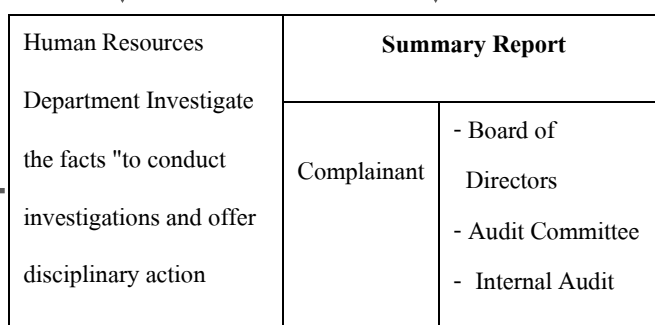 Human Resources
Department Investigate
the facts "to conduct
investigations and offer
disciplinary action
Summary Report
Complainant
- Board of
Directors
- Audit Committee
- Internal Audit